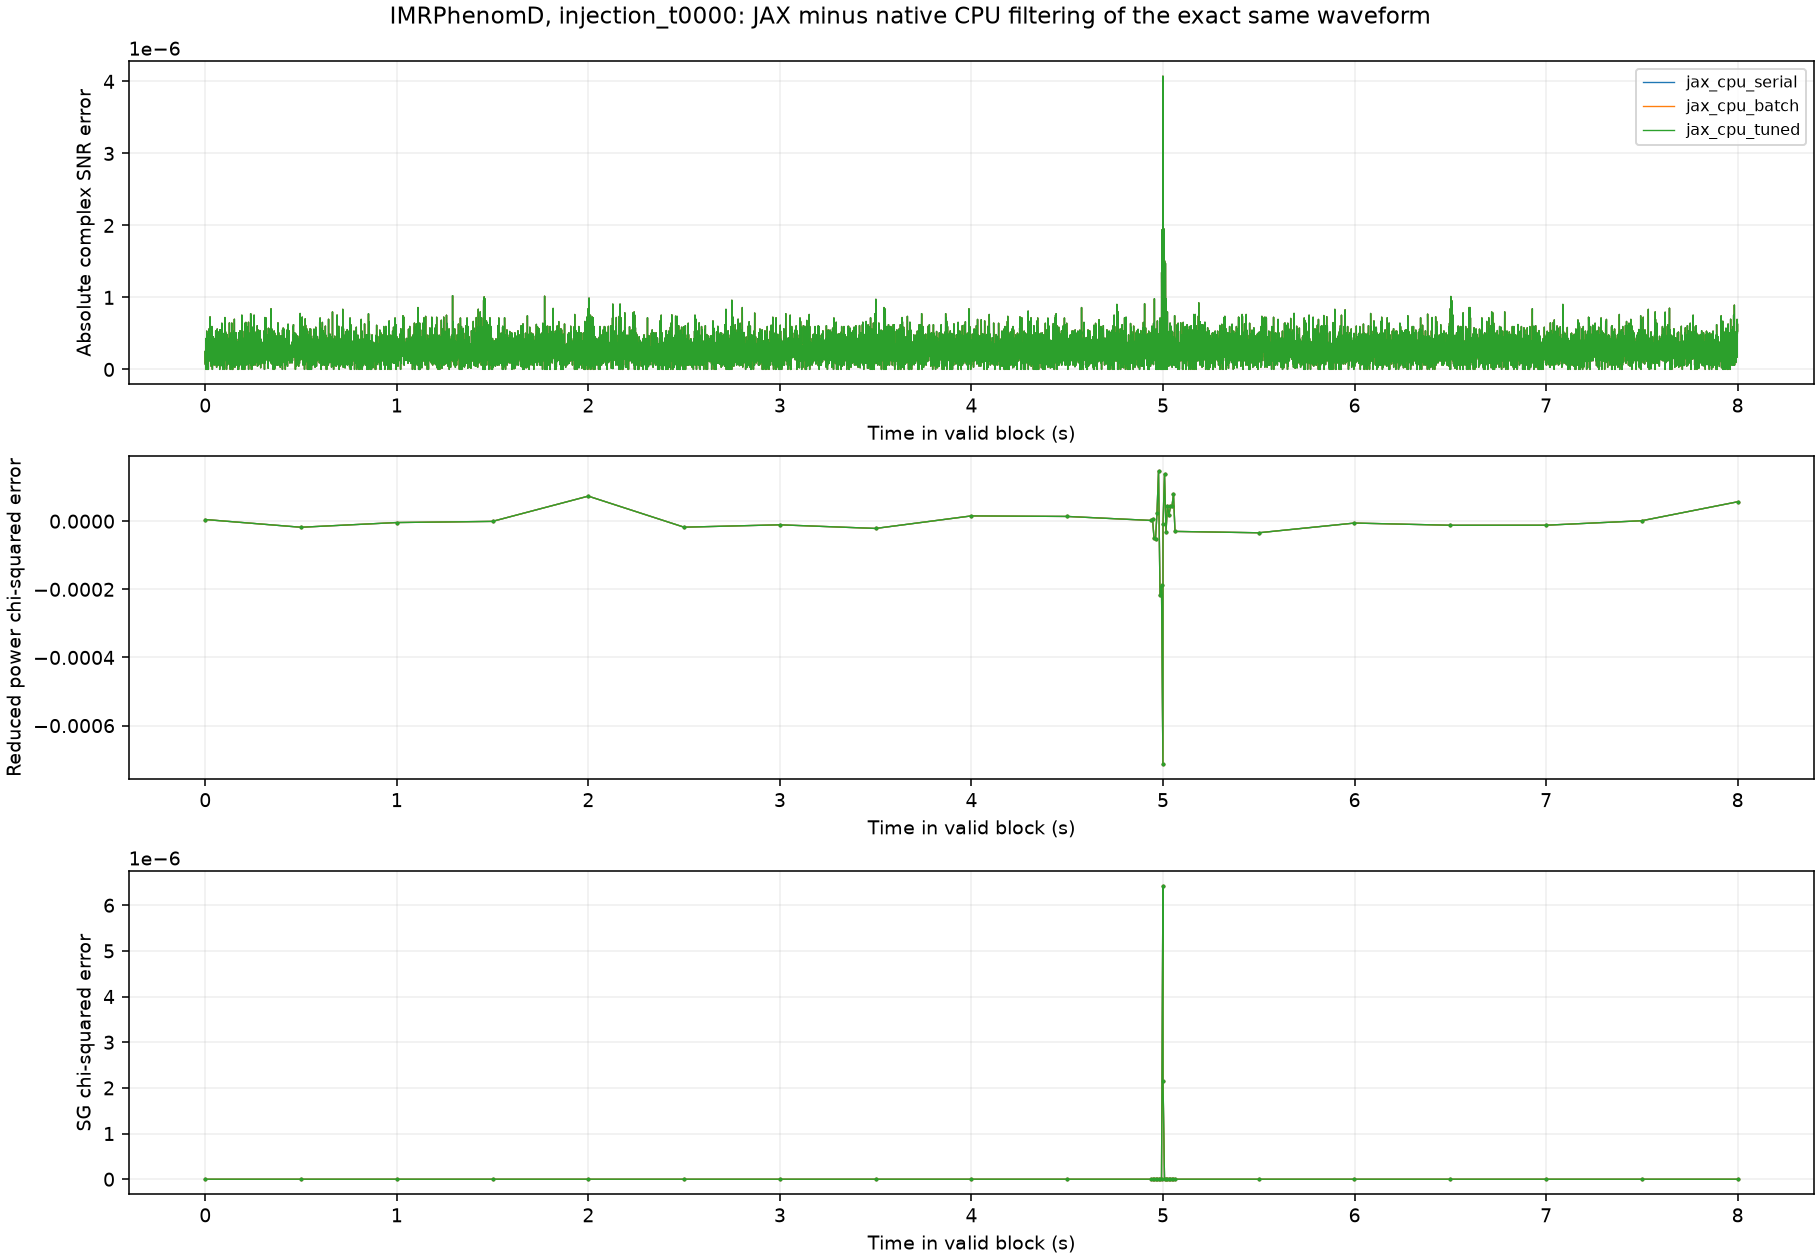 IMRPhenomD, injection_t0000: JAX minus native CPU filtering of the exact same waveform
1e−6
Absolute complex SNR error
4
3
2
1
0
jax_cpu_serial
jax_cpu_batch
jax_cpu_tuned
0 1 2 3 4 5 6 7 8
Time in valid block (s)
Reduced power chi-squared error
0.0000
−0.0002
−0.0004
−0.0006
0 1 2 3 4 5 6 7 8
Time in valid block (s)
1e−6
SG chi-squared error
6
5
4
3
2
1
0
0 1 2 3 4 5 6 7 8
Time in valid block (s)